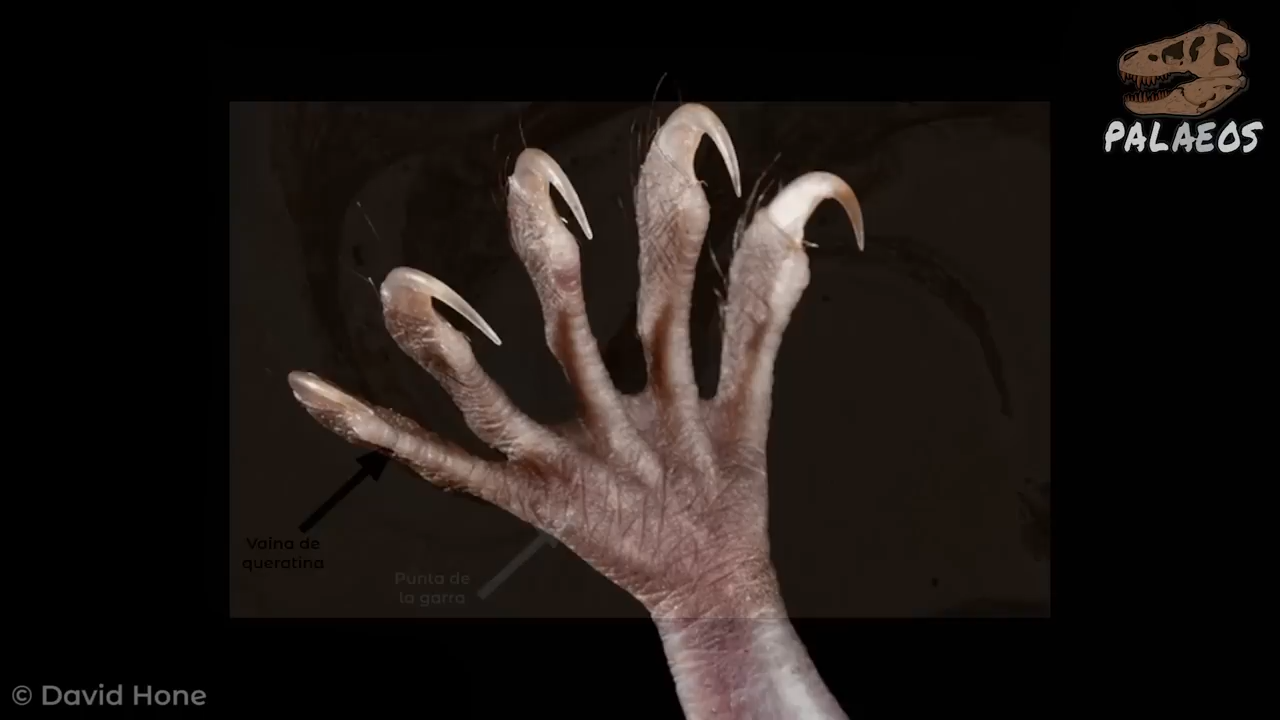 PALAEOS
Vaina de
queratina
Punta de
la garra
© David Hone